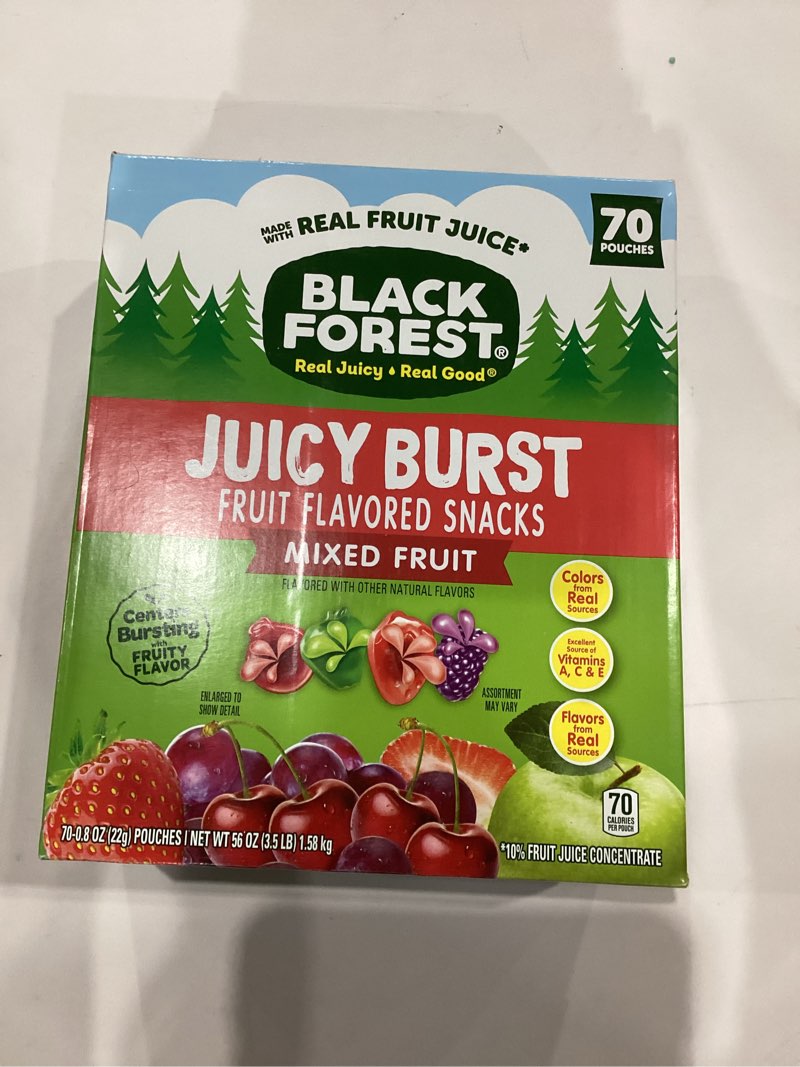 MADE WITH REAL FRUIT JUICE*
70
POUCHES
BLACK
FOREST®
Real Juicy Real Good®
JUICY BURST
FRUIT FLAVORED SNACKS
MIXED FRUIT
FLAVORED WITH OTHER NATURAL FLAVORS
Colors
from
Real
Sources
Center
Bursting
with
FRUITY
FLAVOR
Excellent
Source of
Vitamins
A, C & E
ENLARGED TO
SHOW DETAIL
ASSORTMENT
MAY VARY
Flavors
from
Real
Sources
70
CALORIES
PER POUCH
70-0.8 OZ (22g) POUCHES | NET WT 56 OZ (3.5 LB) 1.58 kg
*10% FRUIT JUICE CONCENTRATE